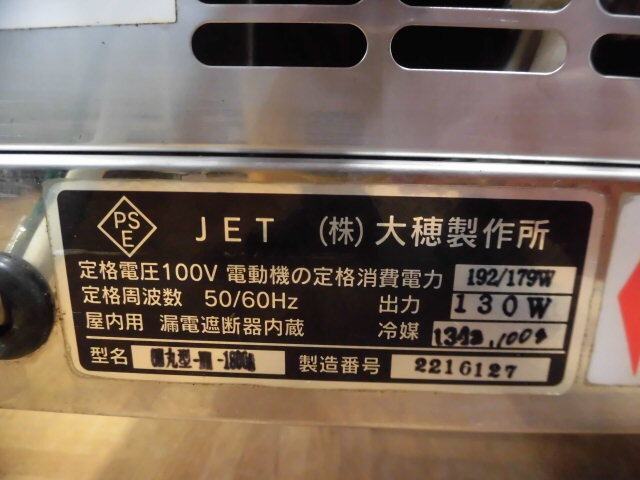 PSE JET (株)大穂製作所
定格電圧100V 電動機の定格消費電力 192/179W
定格周波数 50/60Hz 出力 130W
屋内用 漏電遮断器内蔵 冷媒 134a
型名 丸型
製造番号 2216127